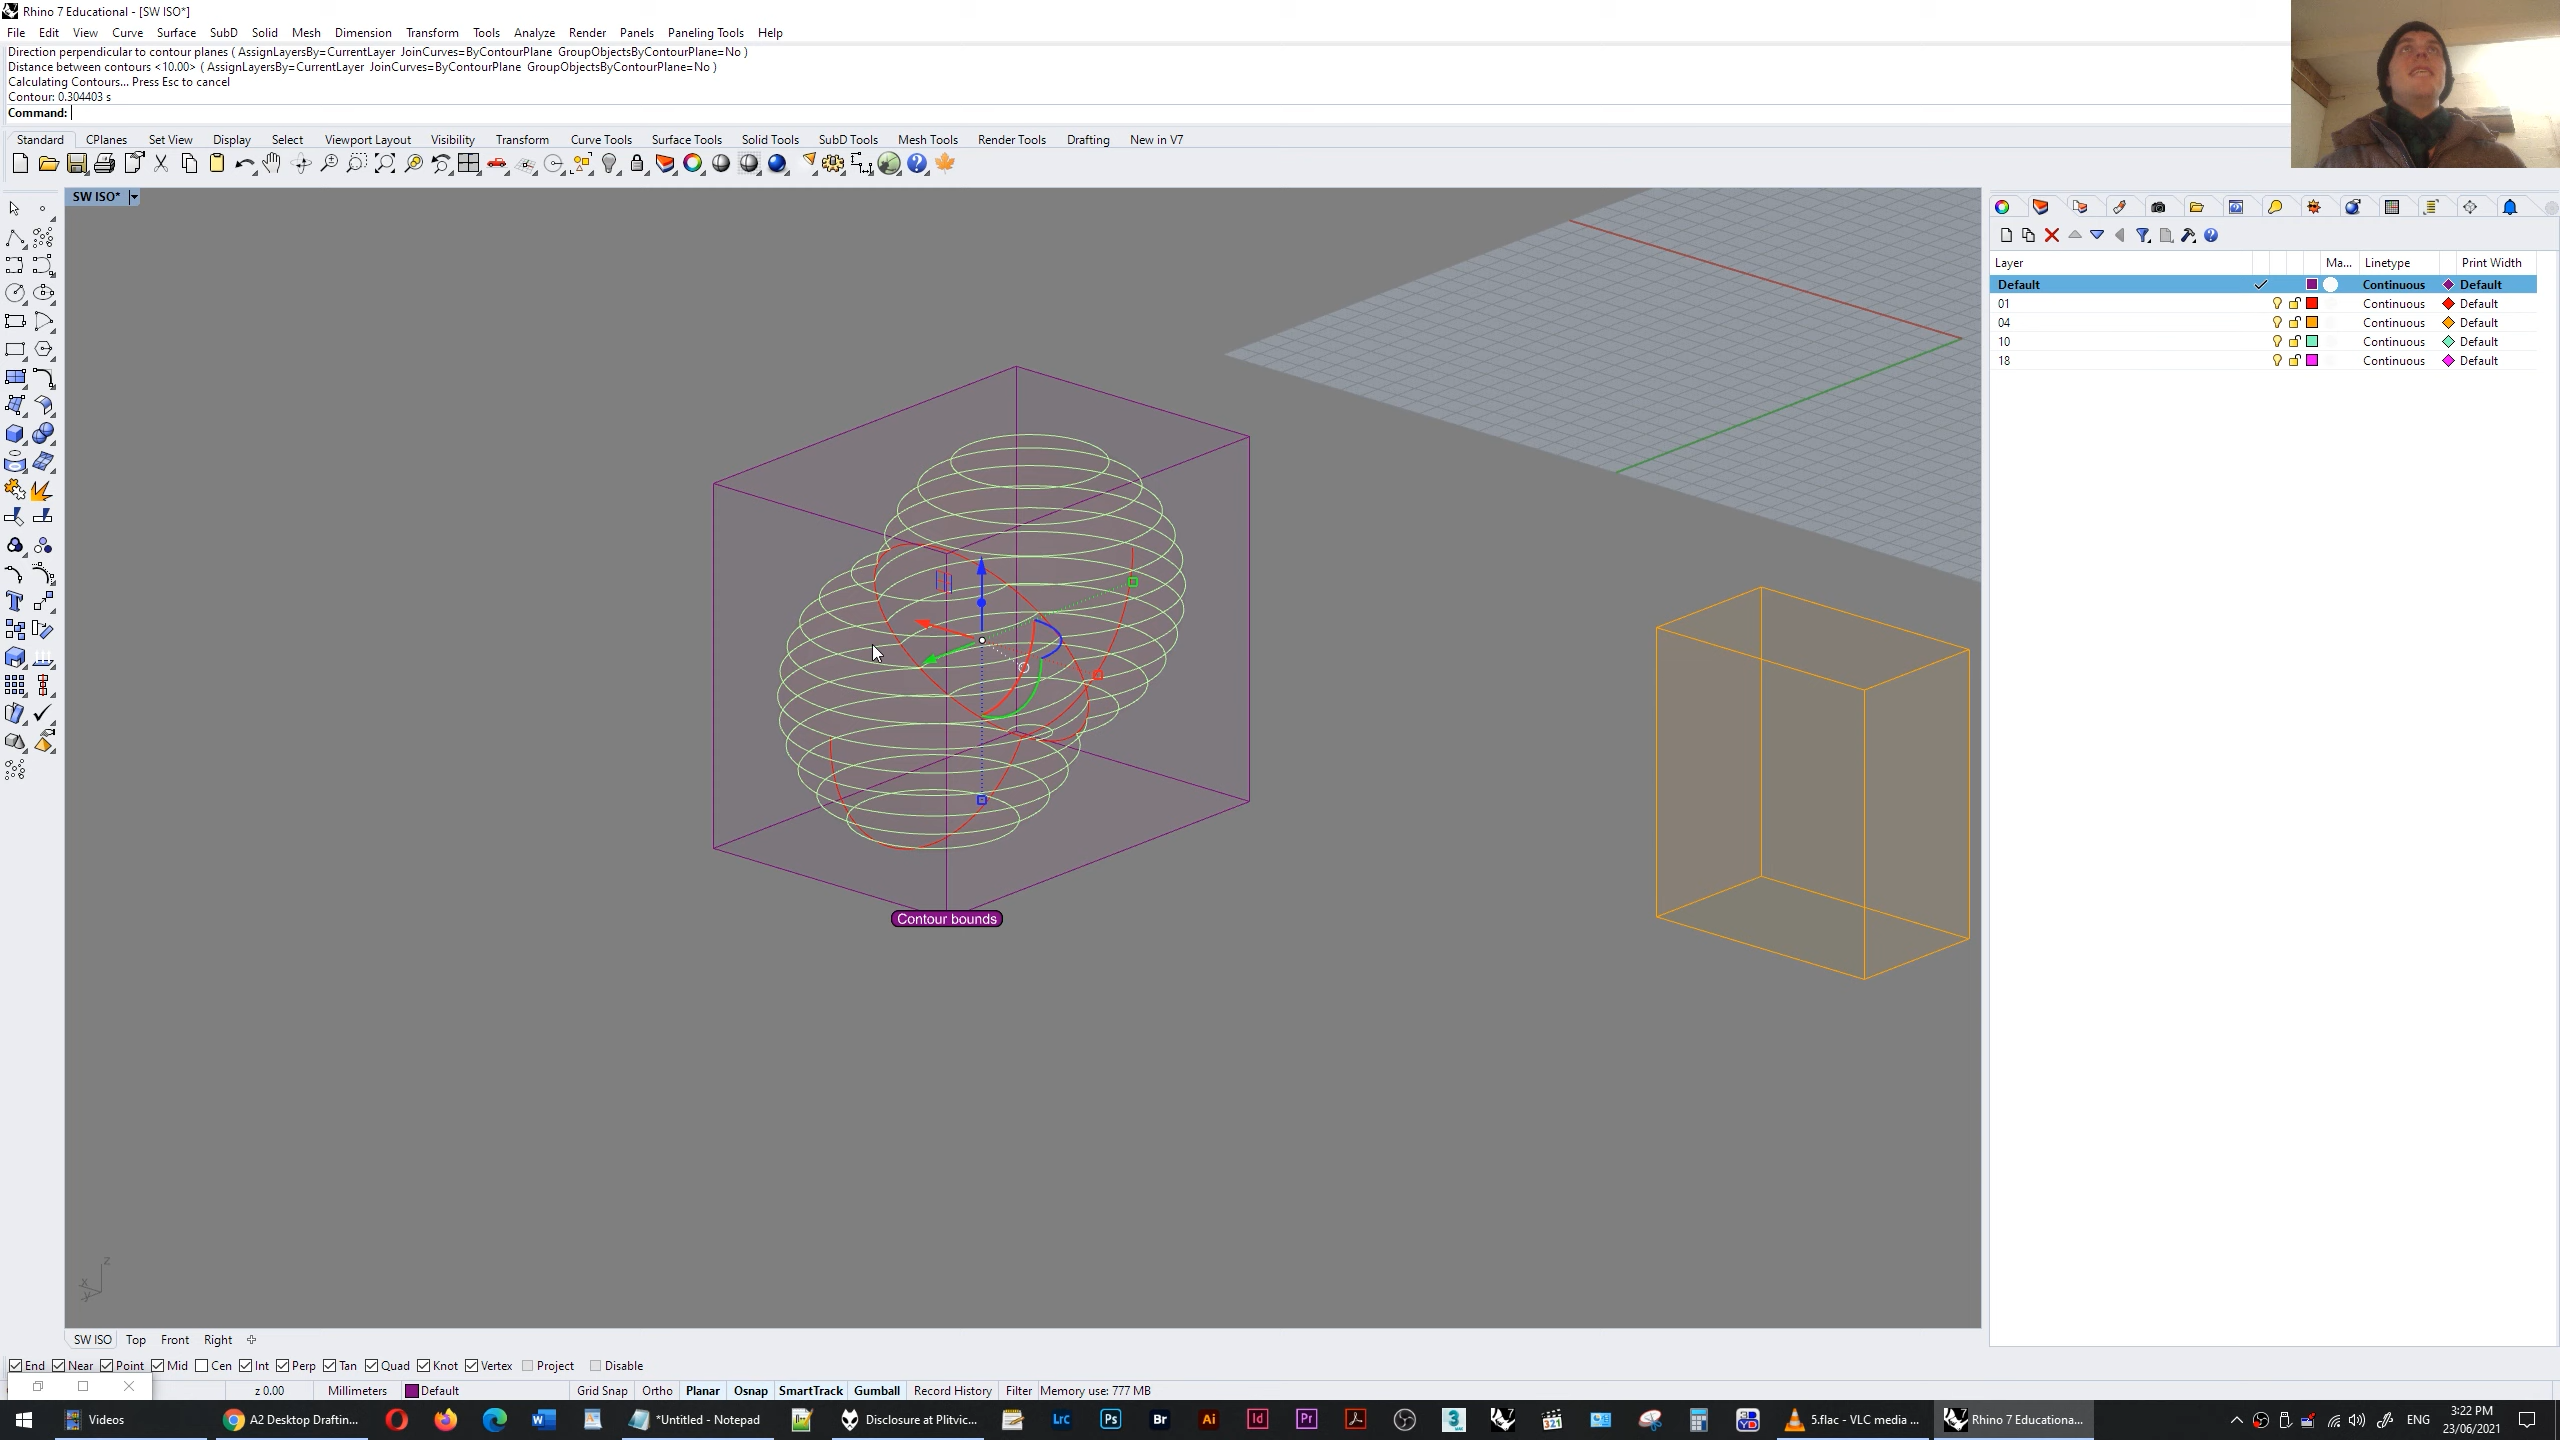 Rhino 7 Educational - [SW ISO*]
File Edit View Curve Surface SubD Solid Mesh Dimension Transform Tools Analyze Render Panels Paneling Tools Help
Direction perpendicular to contour planes ( AssignLayersBy=CurrentLayer JoinCurves=ByContourPlane GroupObjectsByContourPlane=No )
Distance between contours <10.00> ( AssignLayersBy=CurrentLayer JoinCurves=ByContourPlane GroupObjectsByContourPlane=No )
Calculating Contours... Press Esc to cancel
Contour: 0.304403 s
Command:
Standard CPlanes Set View Display Select Viewport Layout Visibility Transform Curve Tools Surface Tools Solid Tools SubD Tools Mesh Tools Render Tools Drafting New in V7
SW ISO*
Layer Ma... Linetype Print Width
Default Continuous Default
01 Continuous Default
04 Continuous Default
10 Continuous Default
18 Continuous Default
Contour bounds
z
x
y
SW ISO Top Front Right
End Near Point Mid Cen Int Perp Tan Quad Knot Vertex Project Disable
z 0.00 Millimeters Default Grid Snap Ortho Planar Osnap SmartTrack Gumball Record History Filter Memory use: 777 MB
Videos A2 Desktop Draftin... *Untitled - Notepad Disclosure at Plitvic... Lrc Ps Br Ai Id Pr 5.flac - VLC media ... Rhino 7 Educationa... ENG 3:22 PM
23/06/2021